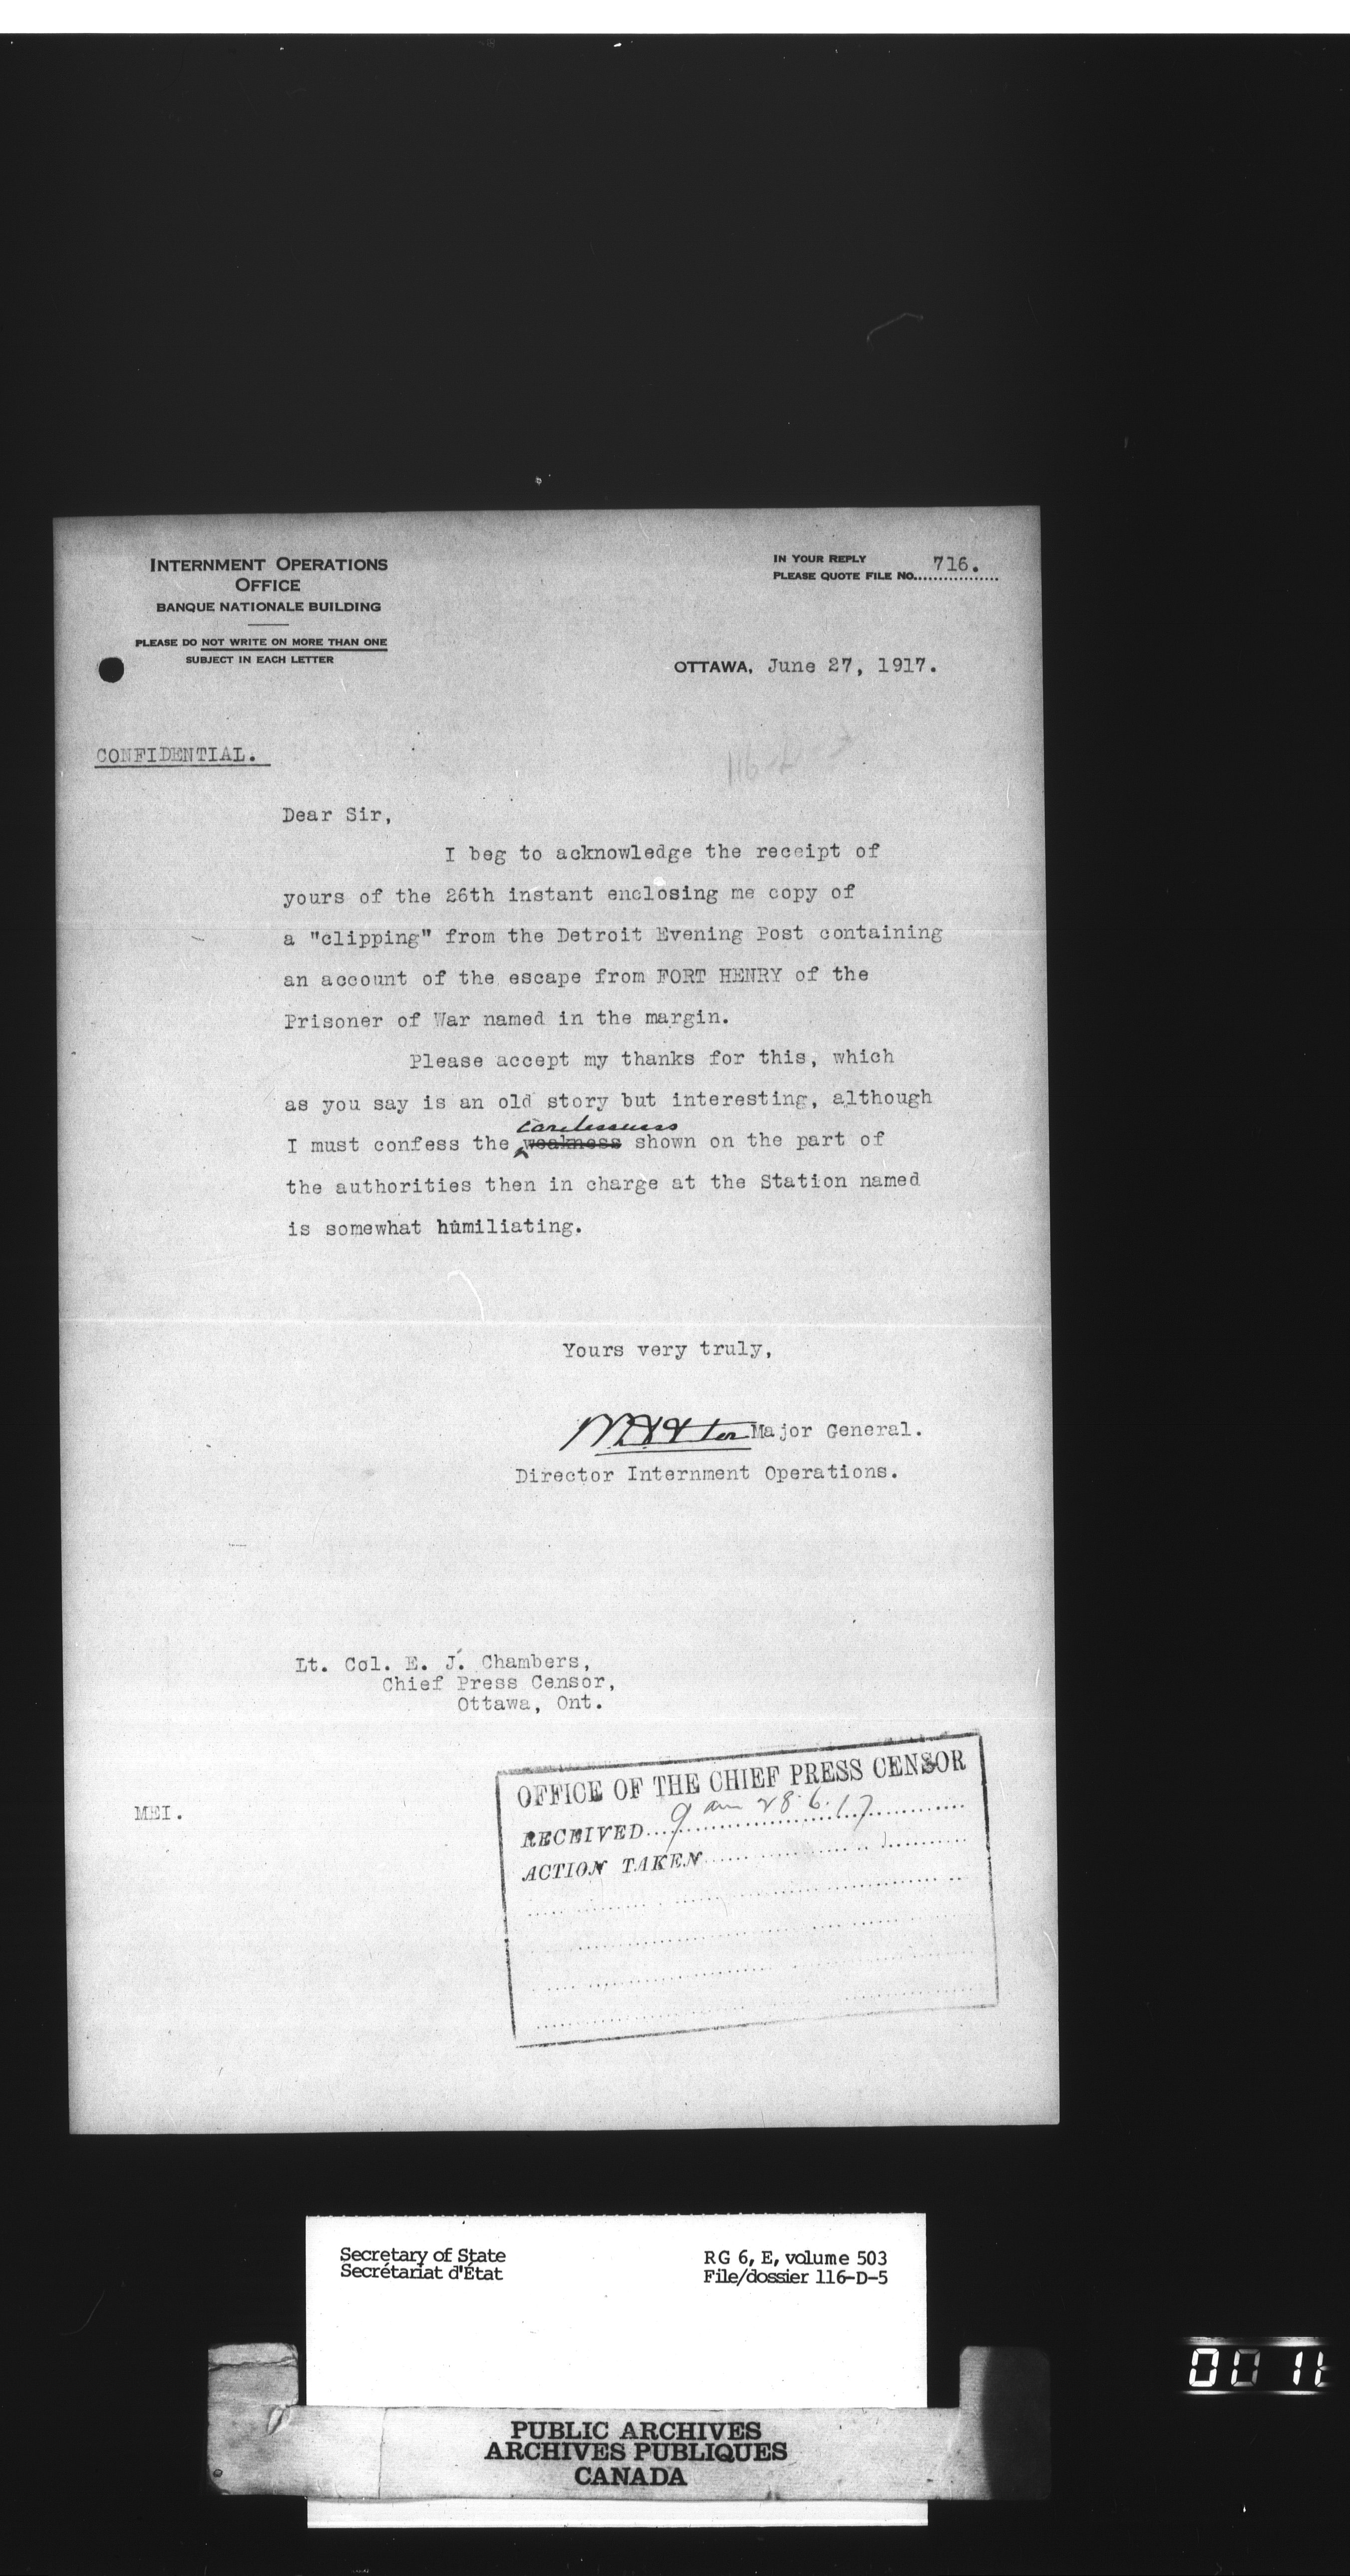 INTERNMENT OPERATIONS
OFFICE
BANQUE NATIONALE BUILDING
PLEASE DO NOT WRITE ON MORE THAN ONE
SUBJECT IN EACH LETTER
IN YOUR REPLY
PLEASE QUOTE FILE NO. 716.
OTTAWA, June 27, 1917.
CONFIDENTIAL.
Dear Sir,
I beg to acknowledge the receipt of
yours of the 26th instant enclosing me copy of
a "clipping" from the Detroit Evening Post containing
an account of the escape from FORT HENRY of the
Prisoner of War named in the margin.
Please accept my thanks for this, which
as you say is an old story but interesting, although
carelessness
I must confess the weakness shown on the part of
the authorities then in charge at the Station named
is somewhat humiliating.
Yours very truly,
Major General.
Director Internment Operations.
Lt. Col. E. J. Chambers,
Chief Press Censor,
Ottawa, Ont.
MEI.
OFFICE OF THE CHIEF PRESS CENSOR
RECEIVED 9 am 28.6.17
ACTION TAKEN
Secretary of State
Secrétariat d'État
RG 6, E, volume 503
File/dossier 116-D-5
PUBLIC ARCHIVES
ARCHIVES PUBLIQUES
CANADA